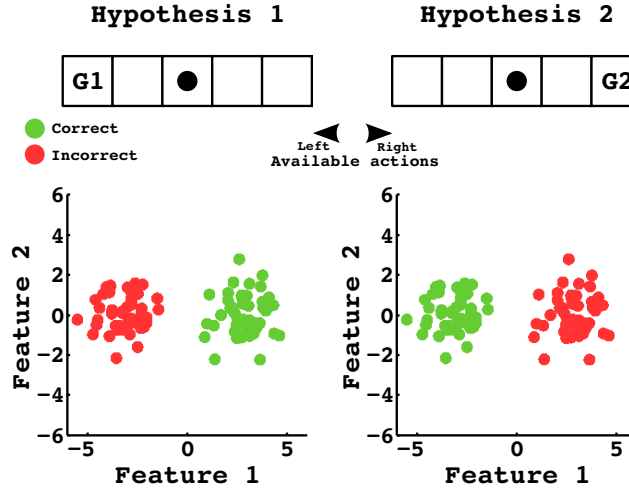 Hypothesis 1
Hypothesis 2
G1
G2
Correct
Incorrect
Left
Right
Available actions
6
4
2
0
−2
−4
−6
−5
0
5
Feature 2
Feature 1
6
4
2
0
−2
−4
−6
−5
0
5
Feature 2
Feature 1